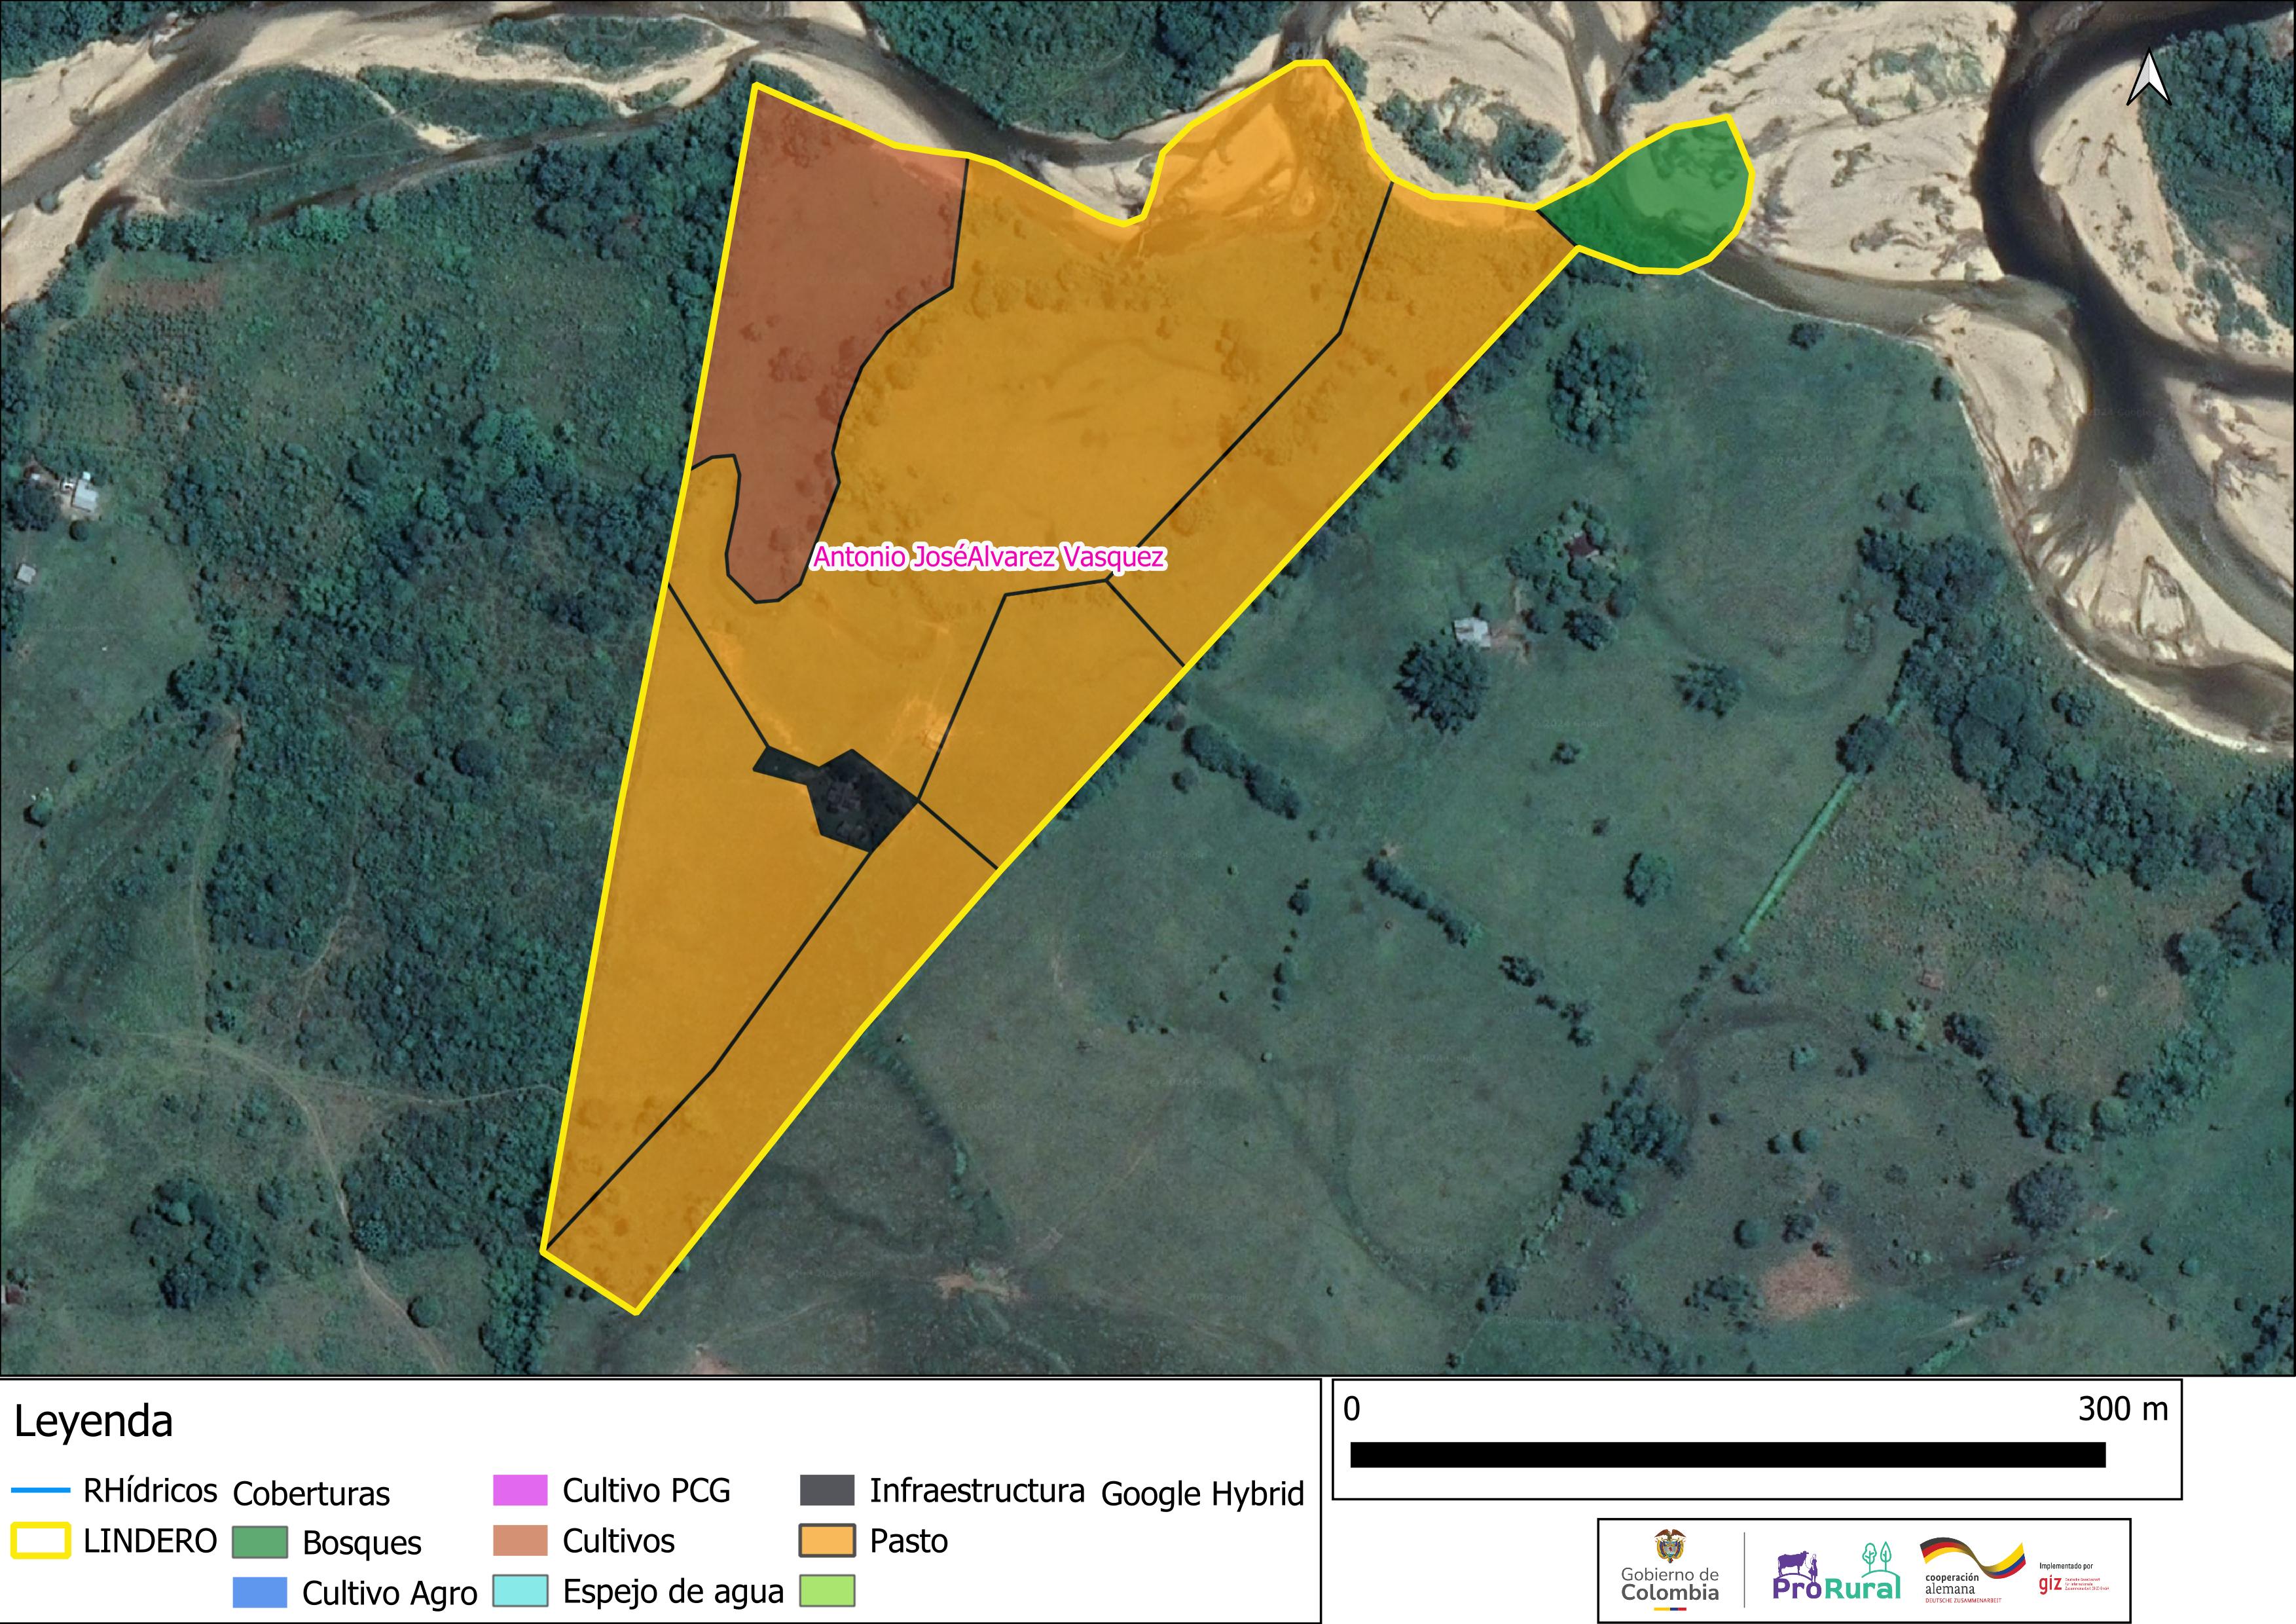 Antonio JoséAlvarez Vasquez
Leyenda
RHídricos
LINDERO
Coberturas
Bosques
Cultivo Agro
Cultivo PCG
Cultivos
Espejo de agua
Infraestructura
Pasto
Google Hybrid
0 300 m
Gobierno de
Colombia
ProRural
cooperación
alemana
DEUTSCHE ZUSAMMENARBEIT
Implementado por
giz